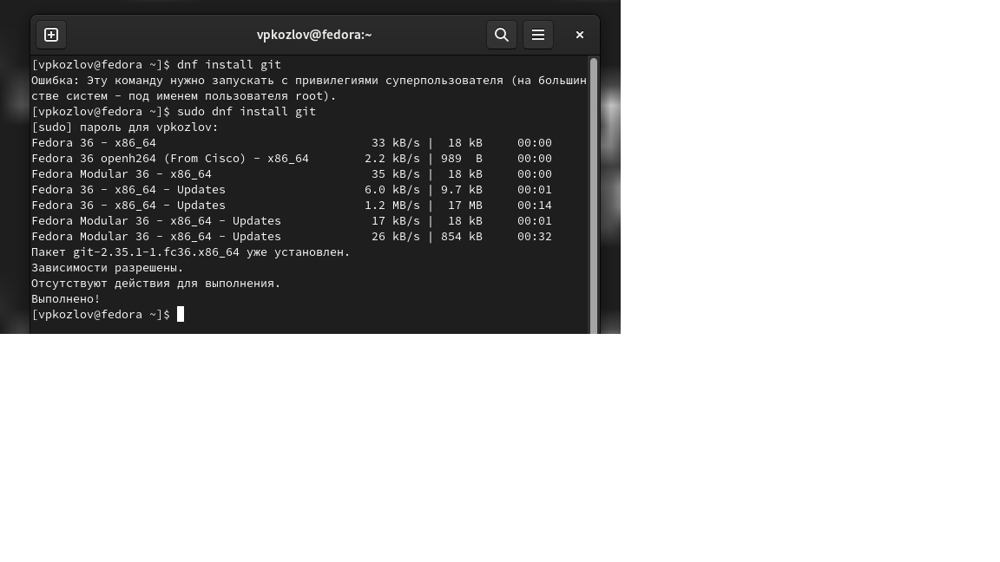 vpkozlov@fedora:~
[vpkozlov@fedora ~]$ dnf install git
Ошибка: Эту команду нужно запускать с привилегиями суперпользователя (на большин
стве систем - под именем пользователя root).
[vpkozlov@fedora ~]$ sudo dnf install git
[sudo] пароль для vpkozlov:
Fedora 36 - x86_64                               33 kB/s |  18 kB     00:00
Fedora 36 openh264 (From Cisco) - x86_64        2.2 kB/s | 989  B     00:00
Fedora Modular 36 - x86_64                       35 kB/s |  18 kB     00:00
Fedora 36 - x86_64 - Updates                    6.0 kB/s | 9.7 kB     00:01
Fedora 36 - x86_64 - Updates                    1.2 MB/s |  17 MB     00:14
Fedora Modular 36 - x86_64 - Updates             17 kB/s |  18 kB     00:01
Fedora Modular 36 - x86_64 - Updates             26 kB/s | 854 kB     00:32
Пакет git-2.35.1-1.fc36.x86_64 уже установлен.
Зависимости разрешены.
Отсутствуют действия для выполнения.
Выполнено!
[vpkozlov@fedora ~]$